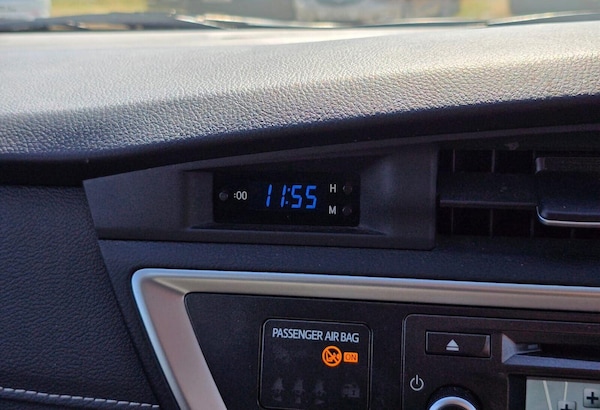 :00 11:55 H
M
PASSENGER AIR BAG
ON